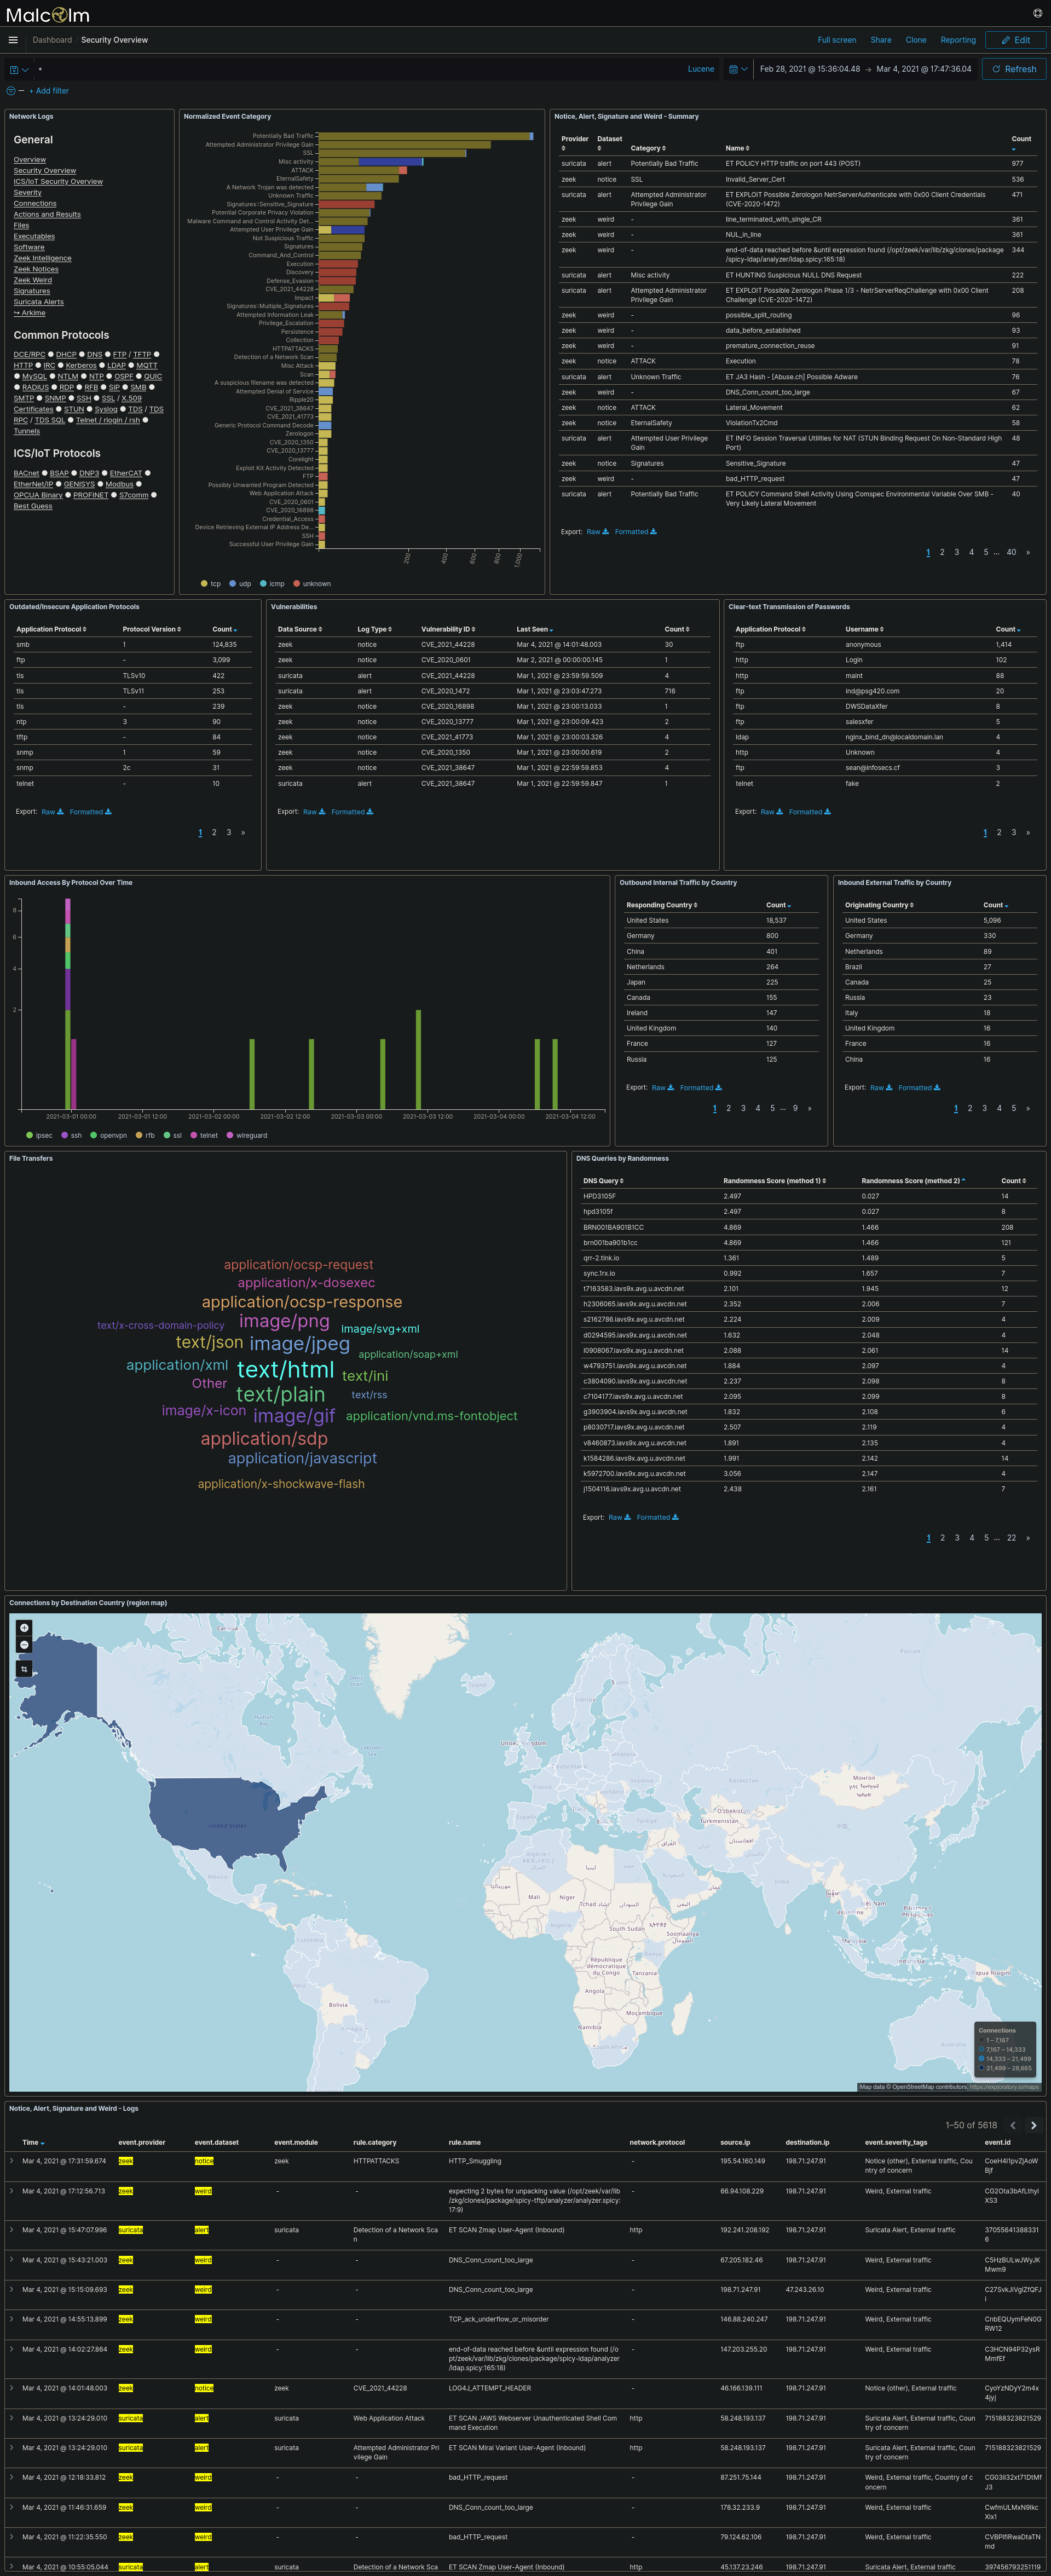 Malcolm
Dashboard Security Overview
Full screen Share Clone Reporting Edit
* Lucene Feb 28, 2021 @ 15:36:04.48 → Mar 4, 2021 @ 17:47:36.04 Refresh
+ Add filter
Network Logs
General
Overview
Security Overview
ICS/IoT Security Overview
Severity
Connections
Actions and Results
Files
Executables
Software
Zeek Intelligence
Zeek Notices
Zeek Weird
Signatures
Suricata Alerts
↪ Arkime
Common Protocols
DCE/RPC ● DHCP ● DNS ● FTP / TFTP ●
HTTP ● IRC ● Kerberos ● LDAP ● MQTT
● MySQL ● NTLM ● NTP ● OSPF ● QUIC
● RADIUS ● RDP ● RFB ● SIP ● SMB ●
SMTP ● SNMP ● SSH ● SSL / X.509
Certificates ● STUN ● Syslog ● TDS / TDS
RPC / TDS SQL ● Telnet / rlogin / rsh ●
Tunnels
ICS/IoT Protocols
BACnet ● BSAP ● DNP3 ● EtherCAT ●
EtherNet/IP ● GENISYS ● Modbus ●
OPCUA Binary ● PROFINET ● S7comm ●
Best Guess
Normalized Event Category
Potentially Bad Traffic
Attempted Administrator Privilege Gain
SSL
Misc activity
ATTACK
EternalSafety
A Network Trojan was detected
Unknown Traffic
Signatures::Sensitive_Signature
Potential Corporate Privacy Violation
Malware Command and Control Activity Det...
Attempted User Privilege Gain
Not Suspicious Traffic
Signatures
Command_And_Control
Execution
Discovery
Defense_Evasion
CVE_2021_44228
Impact
Signatures::Multiple_Signatures
Attempted Information Leak
Privilege_Escalation
Persistence
Collection
HTTPATTACKS
Detection of a Network Scan
Misc Attack
Scan
A suspicious filename was detected
Attempted Denial of Service
Ripple20
CVE_2021_38647
CVE_2021_41773
Generic Protocol Command Decode
Zerologon
CVE_2020_1350
CVE_2020_13777
Corelight
Exploit Kit Activity Detected
FTP
Possibly Unwanted Program Detected
Web Application Attack
CVE_2020_0601
CVE_2020_16898
Credential_Access
Device Retrieving External IP Address De...
SSH
Successful User Privilege Gain
200 400 600 800 1,000
tcp udp icmp unknown
Notice, Alert, Signature and Weird - Summary
Provider Dataset Category Name Count
suricata alert Potentially Bad Traffic ET POLICY HTTP traffic on port 443 (POST) 977
zeek notice SSL Invalid_Server_Cert 536
suricata alert Attempted Administrator Privilege Gain ET EXPLOIT Possible Zerologon NetrServerAuthenticate with 0x00 Client Credentials (CVE-2020-1472) 471
zeek weird - line_terminated_with_single_CR 361
zeek weird - NUL_in_line 361
zeek weird - end-of-data reached before &until expression found (/opt/zeek/var/lib/zkg/clones/package/spicy-ldap/analyzer/ldap.spicy:165:18) 344
suricata alert Misc activity ET HUNTING Suspicious NULL DNS Request 222
suricata alert Attempted Administrator Privilege Gain ET EXPLOIT Possible Zerologon Phase 1/3 - NetrServerReqChallenge with 0x00 Client Challenge (CVE-2020-1472) 208
zeek weird - possible_split_routing 96
zeek weird - data_before_established 93
zeek weird - premature_connection_reuse 91
zeek notice ATTACK Execution 78
suricata alert Unknown Traffic ET JA3 Hash - [Abuse.ch] Possible Adware 76
zeek weird - DNS_Conn_count_too_large 67
zeek notice ATTACK Lateral_Movement 62
zeek notice EternalSafety ViolationTx2Cmd 58
suricata alert Attempted User Privilege Gain ET INFO Session Traversal Utilities for NAT (STUN Binding Request On Non-Standard High Port) 48
zeek notice Signatures Sensitive_Signature 47
zeek weird - bad_HTTP_request 47
suricata alert Potentially Bad Traffic ET POLICY Command Shell Activity Using Comspec Environmental Variable Over SMB - Very Likely Lateral Movement 40
Export: Raw Formatted
1 2 3 4 5 ... 40 »
Outdated/Insecure Application Protocols
Application Protocol Protocol Version Count
smb 1 124,835
ftp - 3,099
tls TLSv10 422
tls TLSv11 253
tls - 239
ntp 3 90
tftp - 84
snmp 1 59
snmp 2c 31
telnet - 10
Export: Raw Formatted
1 2 3 »
Vulnerabilities
Data Source Log Type Vulnerability ID Last Seen Count
zeek notice CVE_2021_44228 Mar 4, 2021 @ 14:01:48.003 30
zeek notice CVE_2020_0601 Mar 2, 2021 @ 00:00:00.145 1
suricata alert CVE_2021_44228 Mar 1, 2021 @ 23:59:59.509 4
suricata alert CVE_2020_1472 Mar 1, 2021 @ 23:03:47.273 716
zeek notice CVE_2020_16898 Mar 1, 2021 @ 23:00:13.033 1
zeek notice CVE_2020_13777 Mar 1, 2021 @ 23:00:09.423 2
zeek notice CVE_2021_41773 Mar 1, 2021 @ 23:00:03.326 4
zeek notice CVE_2020_1350 Mar 1, 2021 @ 23:00:00.619 2
zeek notice CVE_2021_38647 Mar 1, 2021 @ 22:59:59.853 4
suricata alert CVE_2021_38647 Mar 1, 2021 @ 22:59:59.847 1
Export: Raw Formatted
Clear-text Transmission of Passwords
Application Protocol Username Count
ftp anonymous 1,414
http Login 102
http maint 88
ftp ind@psg420.com 20
ftp DWSDataXfer 8
ftp salesxfer 5
ldap nginx_bind_dn@localdomain.lan 4
http Unknown 4
ftp sean@infosecs.cf 3
telnet fake 2
Export: Raw Formatted
1 2 3 »
Inbound Access By Protocol Over Time
8
6
4
2
2021-03-01 00:00 2021-03-01 12:00 2021-03-02 00:00 2021-03-02 12:00 2021-03-03 00:00 2021-03-03 12:00 2021-03-04 00:00 2021-03-04 12:00
ipsec ssh openvpn rfb ssl telnet wireguard
Outbound Internal Traffic by Country
Responding Country Count
United States 18,537
Germany 800
China 401
Netherlands 264
Japan 225
Canada 155
Ireland 147
United Kingdom 140
France 127
Russia 125
Export: Raw Formatted
1 2 3 4 5 ... 9 »
Inbound External Traffic by Country
Originating Country Count
United States 5,096
Germany 330
Netherlands 89
Brazil 27
Canada 25
Russia 23
Italy 18
United Kingdom 16
France 16
China 16
Export: Raw Formatted
1 2 3 4 5 »
File Transfers
application/ocsp-request
application/x-dosexec
application/ocsp-response
text/x-cross-domain-policy image/png image/svg+xml
text/json image/jpeg application/soap+xml
application/xml text/html text/ini
Other text/plain text/rss
image/x-icon image/gif application/vnd.ms-fontobject
application/sdp
application/javascript
application/x-shockwave-flash
DNS Queries by Randomness
DNS Query Randomness Score (method 1) Randomness Score (method 2) Count
HPD3105F 2.497 0.027 14
hpd3105f 2.497 0.027 8
BRN001BA901B1CC 4.869 1.466 208
brn001ba901b1cc 4.869 1.466 121
qrr-2.tlnk.io 1.361 1.489 5
sync.1rx.io 0.992 1.657 7
t7163583.iavs9x.avg.u.avcdn.net 2.101 1.945 12
h2306065.iavs9x.avg.u.avcdn.net 2.352 2.006 7
s2162786.iavs9x.avg.u.avcdn.net 2.224 2.009 4
d0294595.iavs9x.avg.u.avcdn.net 1.632 2.048 4
l0908067.iavs9x.avg.u.avcdn.net 2.088 2.061 14
w4793751.iavs9x.avg.u.avcdn.net 1.884 2.097 4
c3804090.iavs9x.avg.u.avcdn.net 2.237 2.098 8
c7104177.iavs9x.avg.u.avcdn.net 2.095 2.099 8
g3903904.iavs9x.avg.u.avcdn.net 1.832 2.108 6
p8030717.iavs9x.avg.u.avcdn.net 2.507 2.119 4
v8460873.iavs9x.avg.u.avcdn.net 1.891 2.135 4
k1584286.iavs9x.avg.u.avcdn.net 1.991 2.142 14
k5972700.iavs9x.avg.u.avcdn.net 3.056 2.147 4
j1504116.iavs9x.avg.u.avcdn.net 2.438 2.161 7
Export: Raw Formatted
1 2 3 4 5 ... 22 »
Connections by Destination Country (region map)
United States
Mali Niger
South Sudan
République démocratique du Congo
Tanzania
Angola
Bolivia
Moçambique
Namibia
Connections
1 – 7,167
7,167 – 14,333
14,333 – 21,499
21,499 – 28,665
Map data © OpenStreetMap contributors, https://exploratory.io/maps
Notice, Alert, Signature and Weird - Logs
1–50 of 5618
Time event.provider event.dataset event.module rule.category rule.name network.protocol source.ip destination.ip event.severity_tags event.id
Mar 4, 2021 @ 17:31:59.674 zeek notice zeek HTTPATTACKS HTTP_Smuggling - 195.54.160.149 198.71.247.91 Notice (other), External traffic, Country of concern
Mar 4, 2021 @ 17:12:56.713 zeek weird - - expecting 2 bytes for unpacking value (/opt/zeek/var/lib/zkg/clones/package/spicy-tftp/analyzer/analyzer.spicy:17:9) - 66.94.108.229 198.71.247.91 Weird, External traffic
Mar 4, 2021 @ 15:47:07.996 suricata alert suricata Detection of a Network Scan ET SCAN Zmap User-Agent (Inbound) http 192.241.208.192 198.71.247.91 Suricata Alert, External traffic 370556413883316
Mar 4, 2021 @ 15:43:21.003 zeek weird - - DNS_Conn_count_too_large - 67.205.182.46 198.71.247.91 Weird, External traffic
Mar 4, 2021 @ 15:15:09.693 zeek weird - - DNS_Conn_count_too_large - 198.71.247.91 47.243.26.10 Weird, External traffic
Mar 4, 2021 @ 14:55:13.899 zeek weird - - TCP_ack_underflow_or_misorder - 146.88.240.247 198.71.247.91 Weird, External traffic
Mar 4, 2021 @ 14:02:27.864 zeek weird - - end-of-data reached before &until expression found (/opt/zeek/var/lib/zkg/clones/package/spicy-ldap/analyzer/ldap.spicy:165:18) - 147.203.255.20 198.71.247.91 Weird, External traffic
Mar 4, 2021 @ 14:01:48.003 zeek notice zeek CVE_2021_44228 LOG4J_ATTEMPT_HEADER - 46.166.139.111 198.71.247.91 Notice (other), External traffic
Mar 4, 2021 @ 13:24:29.010 suricata alert suricata Web Application Attack ET SCAN JAWS Webserver Unauthenticated Shell Command Execution http 58.248.193.137 198.71.247.91 Suricata Alert, External traffic, Country of concern 715188323821529
Mar 4, 2021 @ 13:24:29.010 suricata alert suricata Attempted Administrator Privilege Gain ET SCAN Mirai Variant User-Agent (Inbound) http 58.248.193.137 198.71.247.91 Suricata Alert, External traffic, Country of concern 715188323821529
Mar 4, 2021 @ 12:18:33.812 zeek weird - - bad_HTTP_request - 87.251.75.144 198.71.247.91 Weird, External traffic, Country of concern
Mar 4, 2021 @ 11:46:31.659 zeek weird - - DNS_Conn_count_too_large - 178.32.233.9 198.71.247.91 Weird, External traffic
Mar 4, 2021 @ 11:22:35.550 zeek weird - - bad_HTTP_request - 79.124.62.106 198.71.247.91 Weird, External traffic
Mar 4, 2021 @ 10:55:05.044 suricata alert suricata Detection of a Network Sca ET SCAN Zmap User-Agent (Inbound) http 45.137.23.246 198.71.247.91 Suricata Alert, External traffic 397456793251119